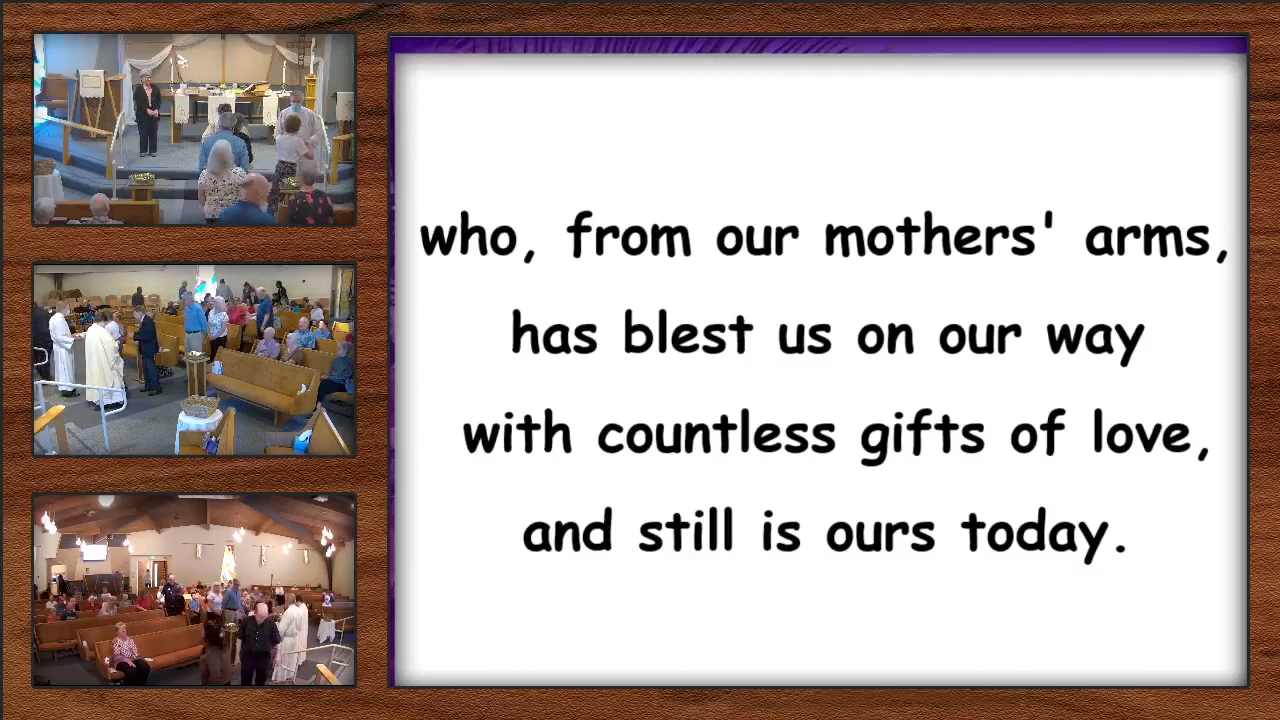 who, from our mothers' arms,
has blest us on our way
with countless gifts of love,
and still is ours today.